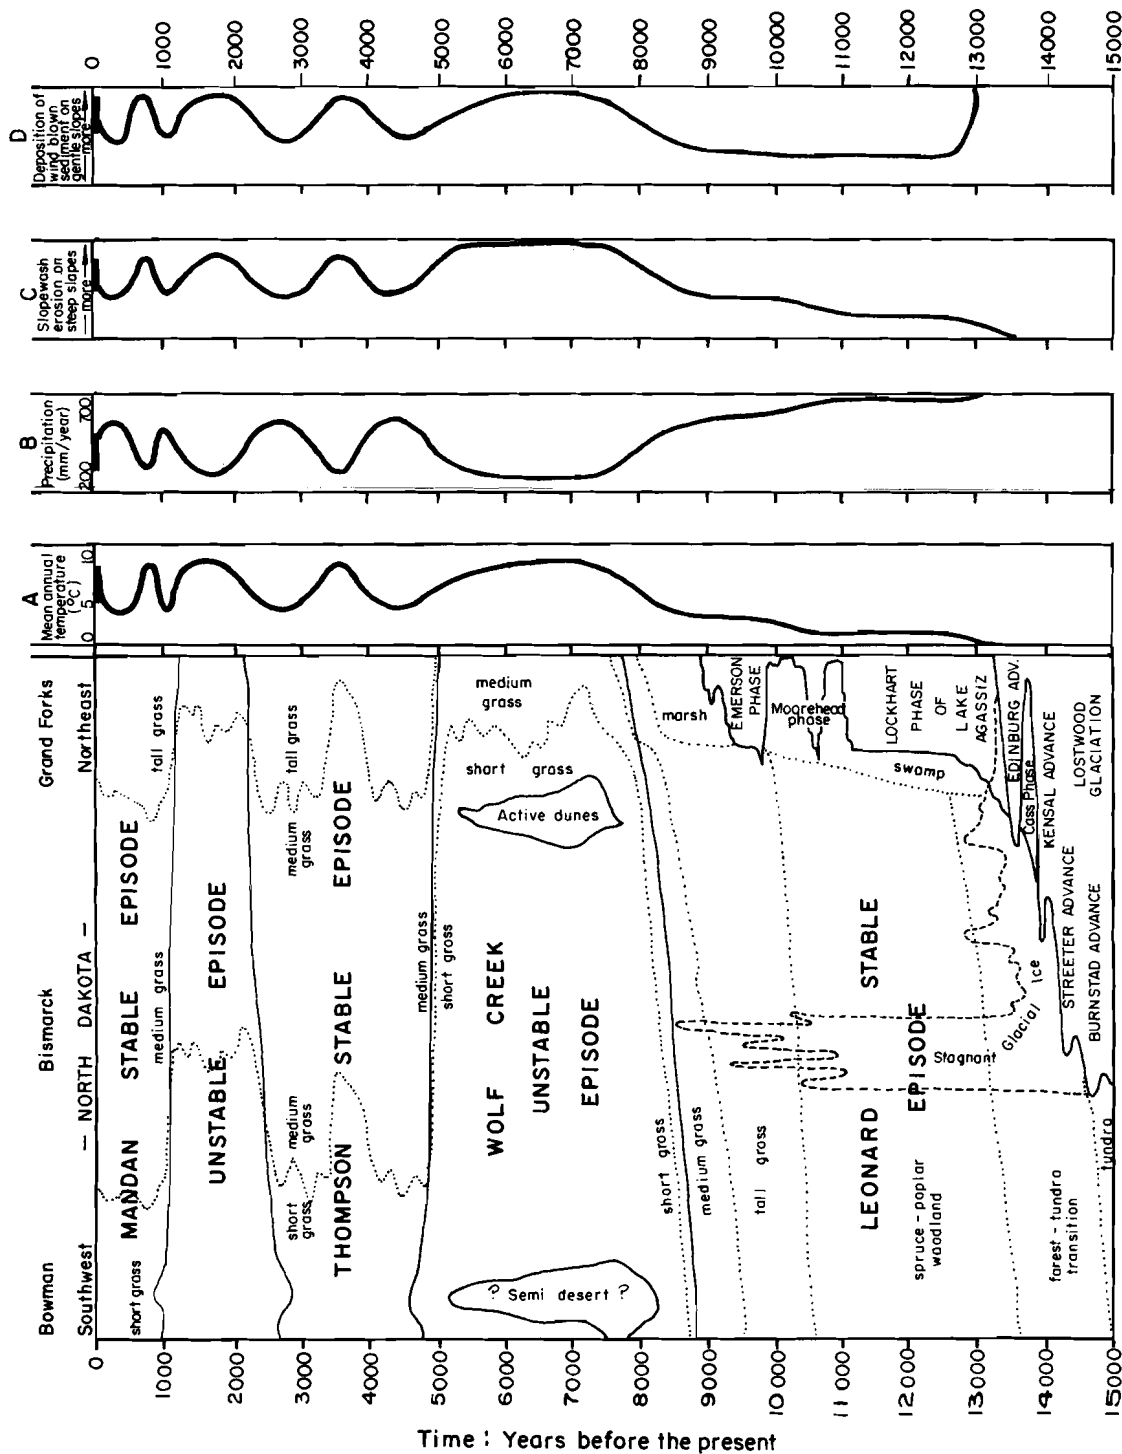 0
1000
2000
3000
4000
5000
6000
7000
8000
9000
10000
11000
12000
13000
14000
15000
D
Deposition of
wind blown
sediment on
gentle slopes
more
C
Slopewash
erosion on
steep slapes
more
B
Precipitation
(mm/year)
200
700
A
Mean annual
temperature
(°C)
0
5
10
Grand Forks
Northeast
Bismarck
— NORTH DAKOTA —
Bowman
Southwest
tall grass
medium grass
short grass
MANDAN STABLE EPISODE
UNSTABLE EPISODE
tall grass
medium
grass
medium
grass
short
grass
THOMPSON STABLE EPISODE
medium grass
short grass
medium
grass
short grass
Active dunes
WOLF CREEK
UNSTABLE
EPISODE
? Semi desert ?
short grass
medium grass
tall grass
marsh
EMERSON
PHASE
Moorehead
phase
LOCKHART
PHASE
OF
LAKE
AGASSIZ
swamp
EDINBURG ADV.
Cass Phase
KENSAL ADVANCE
LOSTWOOD
GLACIATION
STREETER ADVANCE
BURNSTAD ADVANCE
Stagnant Glacial Ice
LEONARD STABLE
EPISODE
spruce-poplar
woodland
forest-tundra
transition
tundra
0
1000
2000
3000
4000
5000
6000
7000
8000
9000
10000
11000
12000
13000
14000
15000
Time: Years before the present